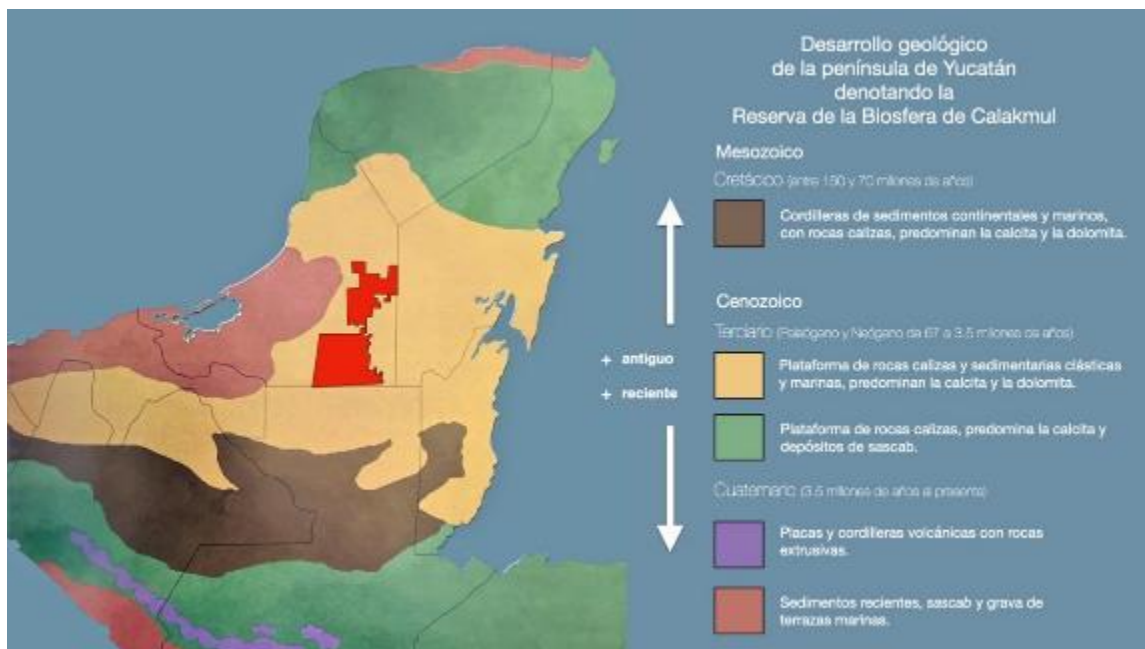 Desarrollo geológico
de la península de Yucatán
denotando la
Reserva de la Biosfera de Calakmul
Mesozoico
Cretácico (entre 150 y 70 millones de años)
Cordilleras de sedimentos continentales y marinos,
con rocas calizas, predominan la calcita y la dolomita.
Cenozoico
Terciario (Paleógeno y Neógeno de 67 a 3.5 millones de años)
+ antiguo
+ reciente
Plataforma de rocas calizas y sedimentarias clásticas
y marinas, predominan la calcita y la dolomita.
Plataforma de rocas calizas, predomina la calcita y
depósitos de sascab.
Cuaternario (3.5 millones de años al presente)
Placas y cordilleras volcánicas con rocas
extrusivas.
Sedimentos recientes, sascab y grava de
terrazas marinas.